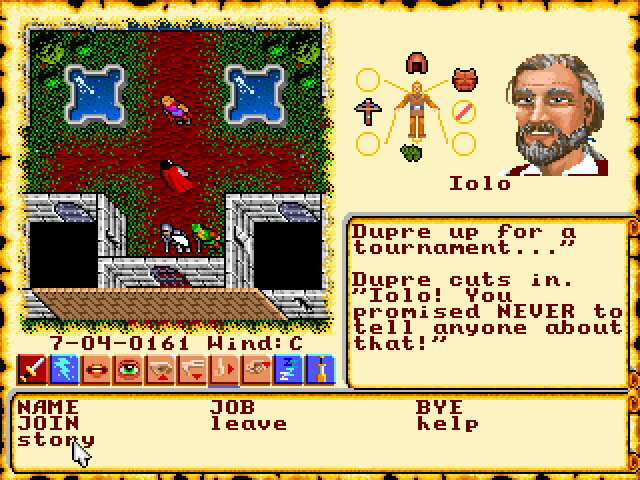 Iolo
Dupre up for a
tournament..."
Dupre cuts in.
"Iolo! You
promised NEVER to
tell anyone about
that!"
7-04-0161 Wind:C
NAME JOB BYE
JOIN leave help
story